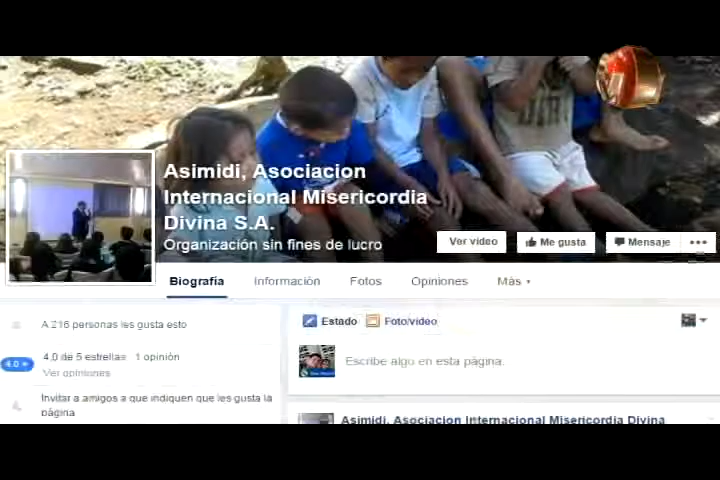 Asimidi, Asociacion
Internacional Misericordia
Divina S.A.
Organización sin fines de lucro
Ver vídeo
Me gusta
Mensaje
Biografía
Información
Fotos
Opiniones
Más
A 216 personas les gusta esto
4,0 de 5 estrellas · 1 opinión
4,0
Ver opiniones
Invitar a amigos a que indiquen que les gusta la
página
Estado
Foto/vídeo
Escribe algo en esta página.
Asimidi, Asociacion Internacional Misericordia Divina